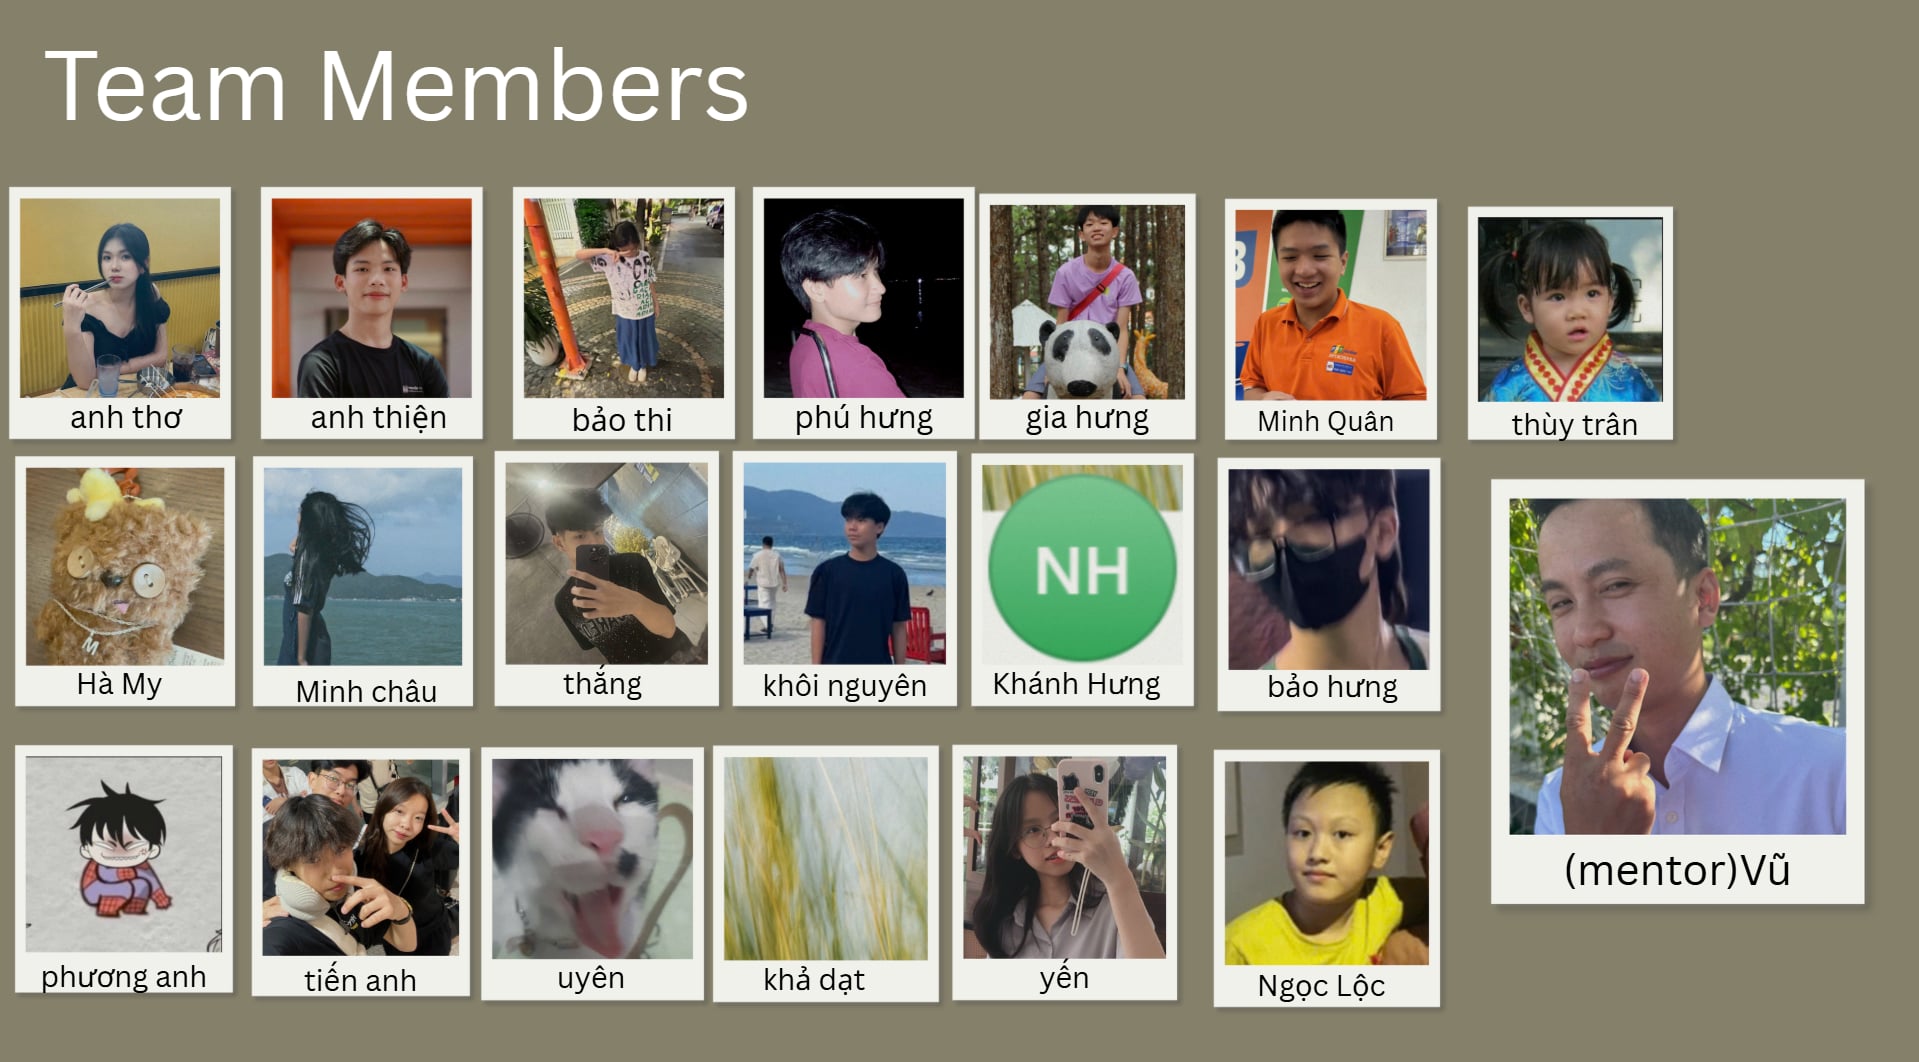 Team Members
anh thơ
anh thiện
bảo thi
phú hưng
gia hưng
Minh Quân
thùy trân
Hà My
Minh châu
thắng
khôi nguyên
NH
Khánh Hưng
bảo hưng
(mentor)Vũ
phương anh
tiến anh
uyên
khả dạt
yến
Ngọc Lộc